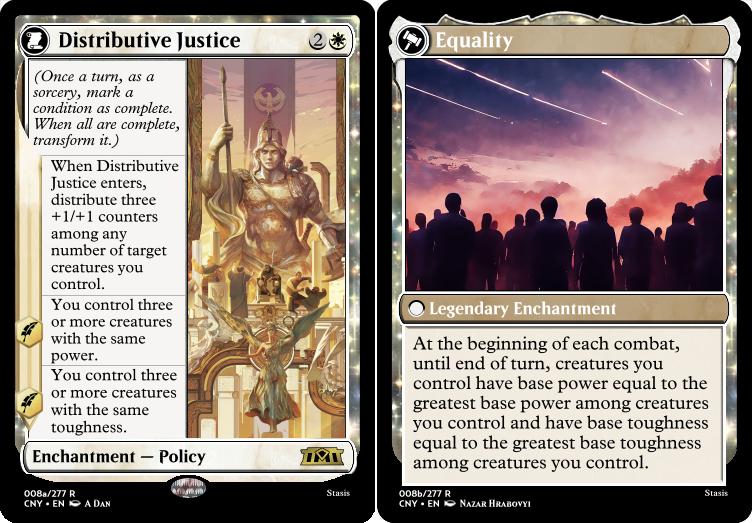 Distributive Justice 2
(Once a turn, as a
sorcery, mark a
condition as complete.
When all are complete,
transform it.)
When Distributive
Justice enters,
distribute three
+1/+1 counters
among any
number of target
creatures you
control.
You control three
or more creatures
with the same
power.
You control three
or more creatures
with the same
toughness.
Enchantment — Policy
008a/277 R
CNY • EN A Dan
Stasis
Equality
Legendary Enchantment
At the beginning of each combat,
until end of turn, creatures you
control have base power equal to the
greatest base power among creatures
you control and have base toughness
equal to the greatest base toughness
among creatures you control.
008b/277 R
CNY • EN Nazar Hrabovyi
Stasis